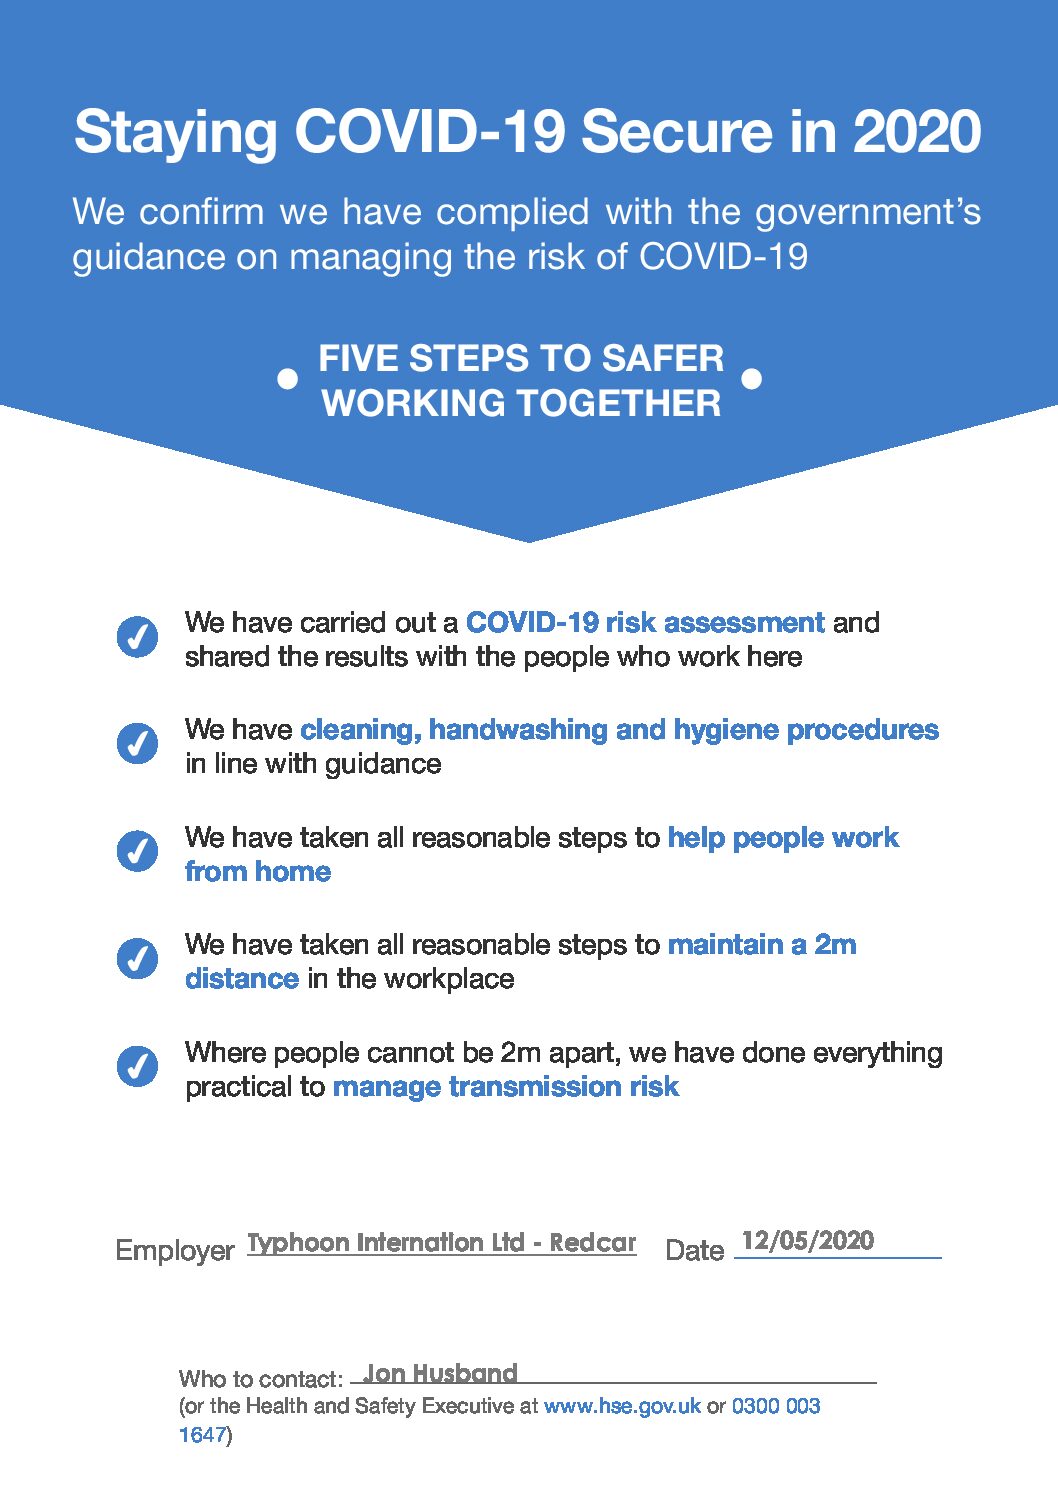 Staying COVID-19 Secure in 2020
We confirm we have complied with the government’s
guidance on managing the risk of COVID-19
FIVE STEPS TO SAFER
WORKING TOGETHER
We have carried out a COVID-19 risk assessment and
shared the results with the people who work here
We have cleaning, handwashing and hygiene procedures
in line with guidance
We have taken all reasonable steps to help people work
from home
We have taken all reasonable steps to maintain a 2m
distance in the workplace
Where people cannot be 2m apart, we have done everything
practical to manage transmission risk
Employer Typhoon Internation Ltd - Redcar Date 12/05/2020
Who to contact: Jon Husband
(or the Health and Safety Executive at www.hse.gov.uk or 0300 003
1647)